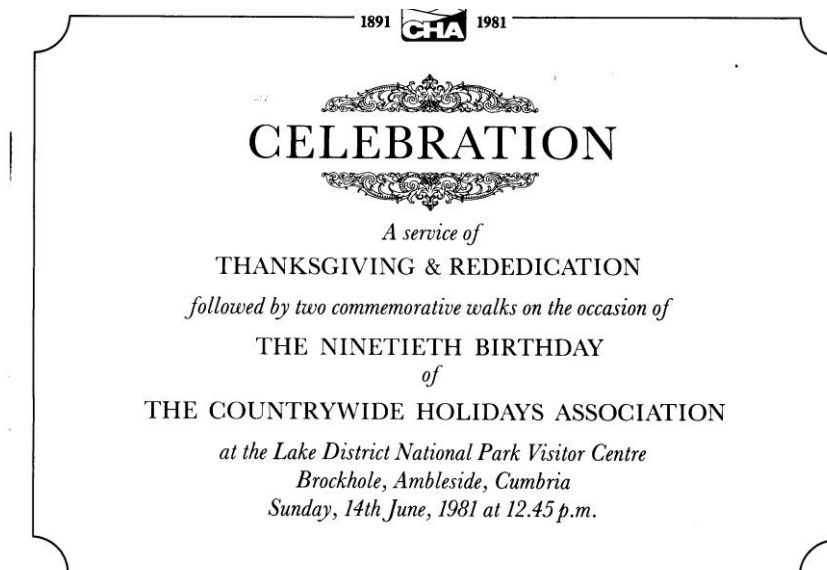 1891 CHA 1981
CELEBRATION
A service of
THANKSGIVING & REDEDICATION
followed by two commemorative walks on the occasion of
THE NINETIETH BIRTHDAY
of
THE COUNTRYWIDE HOLIDAYS ASSOCIATION
at the Lake District National Park Visitor Centre
Brockhole, Ambleside, Cumbria
Sunday, 14th June, 1981 at 12.45 p.m.